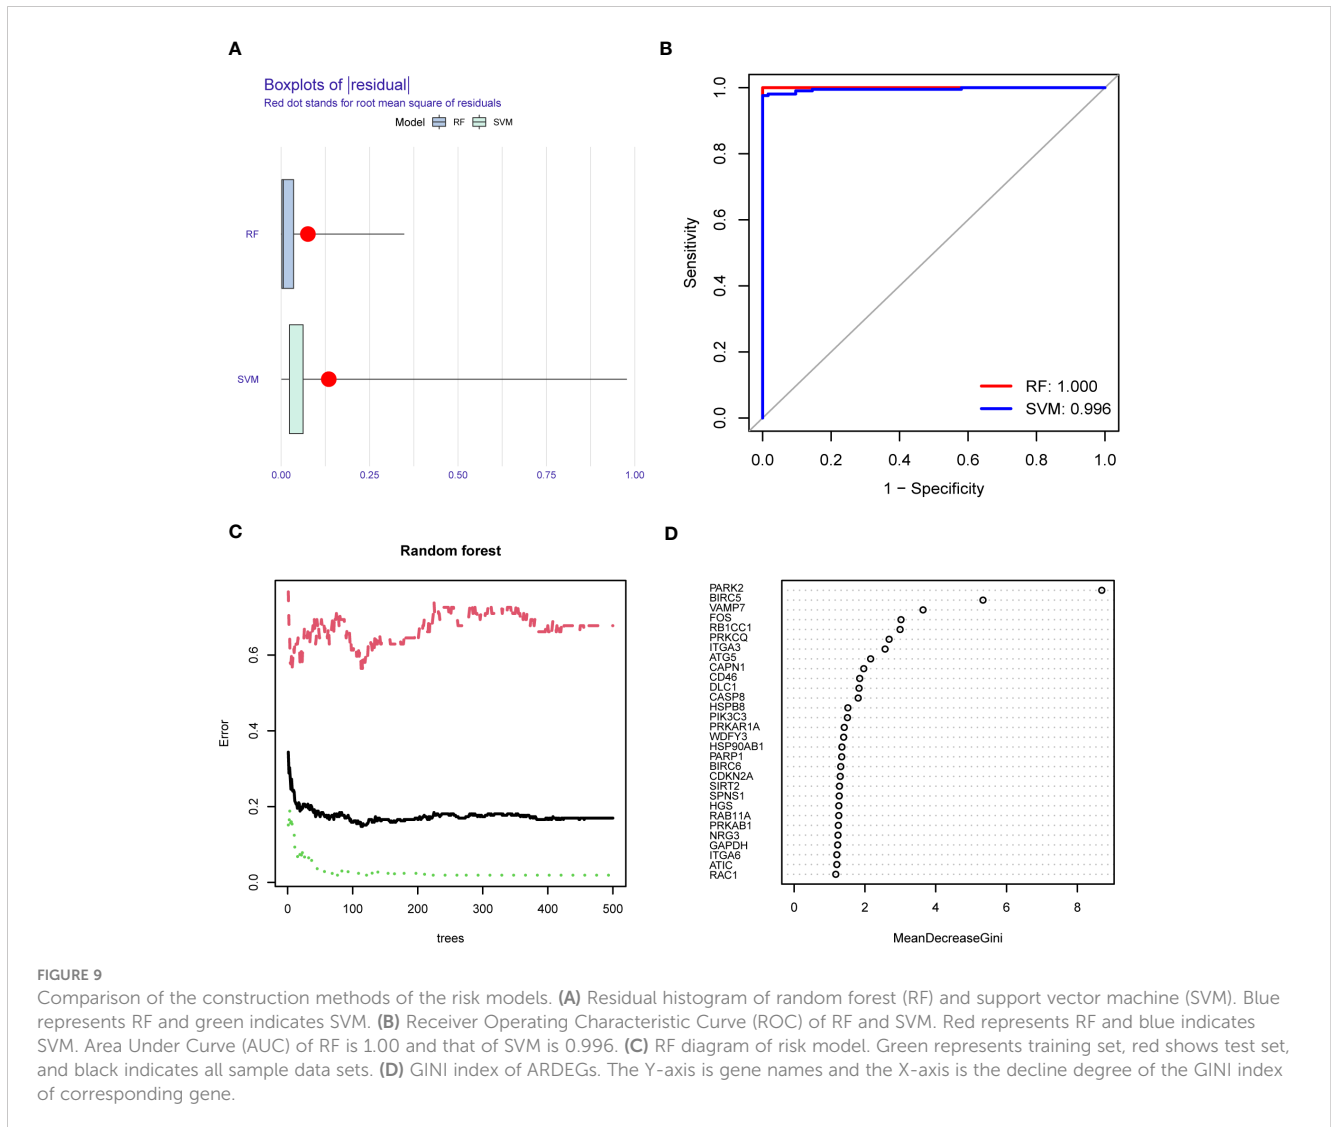 A
Boxplots of |residual|
Red dot stands for root mean square of residuals
Model RF SVM
RF
SVM
0.00 0.25 0.50 0.75 1.00
B
Sensitivity
1.0
0.8
0.6
0.4
0.2
0.0
RF: 1.000
SVM: 0.996
0.0 0.2 0.4 0.6 0.8 1.0
1 − Specificity
C
Random forest
Error
0.6
0.4
0.2
0.0
0 100 200 300 400 500
trees
D
PARK2
BIRC5
VAMP7
FOS
RB1CC1
PRKCQ
ITGA3
ATG5
CAPN1
CD46
DLC1
CASP8
HSPB8
PIK3C3
PRKAR1A
WDFY3
HSP90AB1
PARP1
BIRC6
CDKN2A
SIRT2
SPNS1
HGS
RAB11A
PRKAB1
NRG3
GAPDH
ITGA6
ATIC
RAC1
0 2 4 6 8
MeanDecreaseGini
FIGURE 9
Comparison of the construction methods of the risk models. (A) Residual histogram of random forest (RF) and support vector machine (SVM). Blue
represents RF and green indicates SVM. (B) Receiver Operating Characteristic Curve (ROC) of RF and SVM. Red represents RF and blue indicates
SVM. Area Under Curve (AUC) of RF is 1.00 and that of SVM is 0.996. (C) RF diagram of risk model. Green represents training set, red shows test set,
and black indicates all sample data sets. (D) GINI index of ARDEGs. The Y-axis is gene names and the X-axis is the decline degree of the GINI index
of corresponding gene.